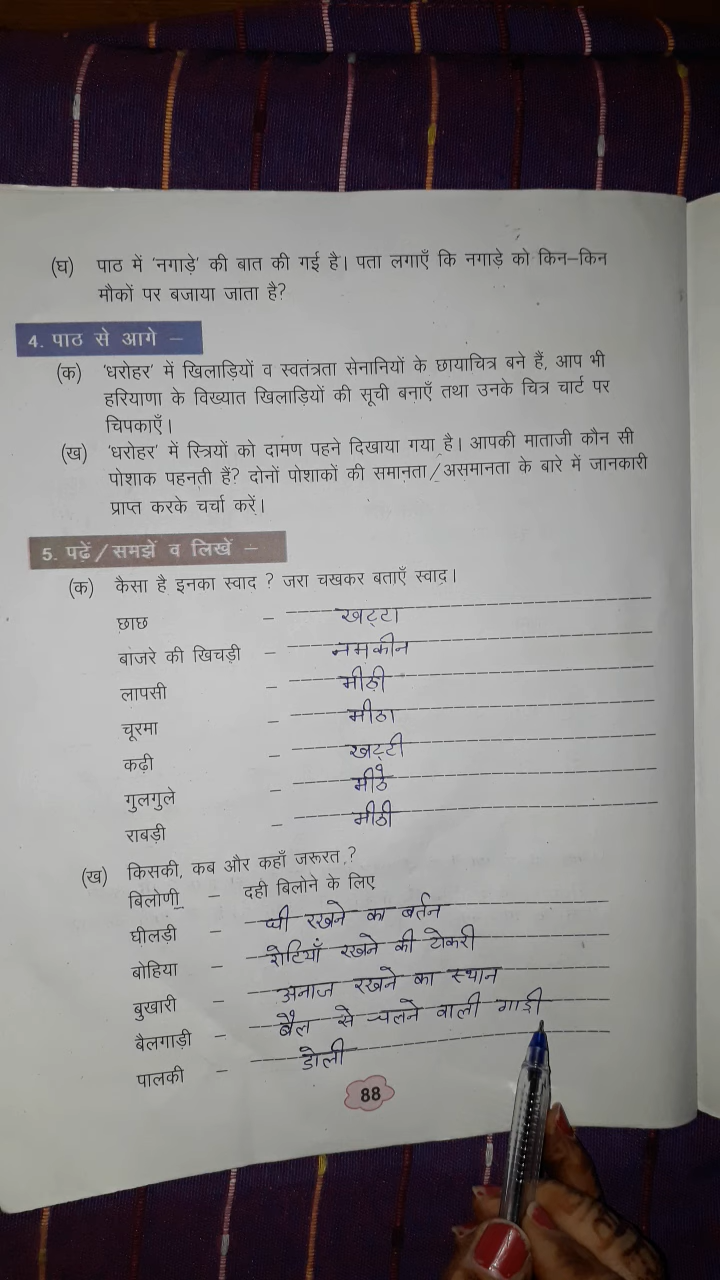 (घ) पाठ में 'नगाड़े' की बात की गई है। पता लगाएँ कि नगाड़े को किन–किन
मौकों पर बजाया जाता है?
4. पाठ से आगे –
(क) 'धरोहर' में खिलाड़ियों व स्वतंत्रता सेनानियों के छायाचित्र बने हैं, आप भी
हरियाणा के विख्यात खिलाड़ियों की सूची बनाएँ तथा उनके चित्र चार्ट पर
चिपकाएँ।
(ख) 'धरोहर' में स्त्रियों को दामण पहने दिखाया गया है। आपकी माताजी कौन सी
पोशाक पहनती हैं? दोनों पोशाकों की समानता/असमानता के बारे में जानकारी
प्राप्त करके चर्चा करें।
5. पढ़ें/समझें व लिखें –
(क) कैसा है इनका स्वाद ? जरा चखकर बताएँ स्वाद।
छाछ – खट्टा
बाजरे की खिचड़ी – नमकीन
लापसी – मीठी
चूरमा – मीठा
कढ़ी – खट्टी
गुलगुले – मीठे
राबड़ी – मीठी
(ख) किसकी, कब और कहाँ जरूरत ?
बिलोणी – दही बिलोने के लिए
घीलड़ी – घी रखने का बर्तन
बोहिया – रोटियाँ रखने की टोकरी
बुखारी – अनाज रखने का स्थान
बैलगाड़ी – बैल से चलने वाली गाड़ी
पालकी – डोली
88